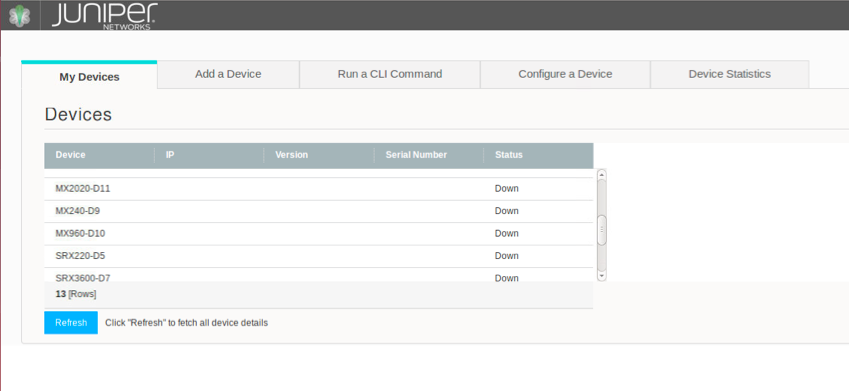 JUNIPER
NETWORKS
My Devices Add a Device Run a CLI Command Configure a Device Device Statistics
Devices
Device IP Version Serial Number Status
MX2020-D11 Down
MX240-D9 Down
MX960-D10 Down
SRX220-D5 Down
SRX3600-D7 Down
13 [Rows]
Refresh Click "Refresh" to fetch all device details